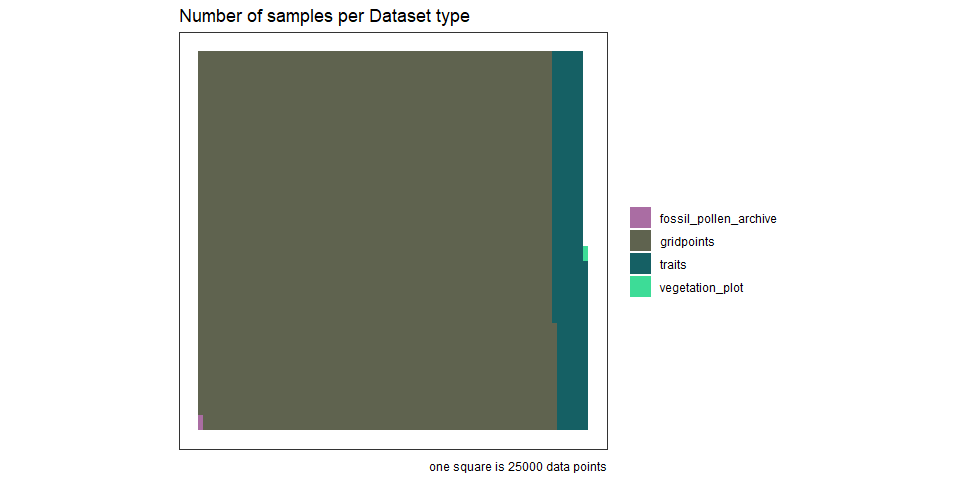 Number of samples per Dataset type
fossil_pollen_archive
gridpoints
traits
vegetation_plot
one square is 25000 data points